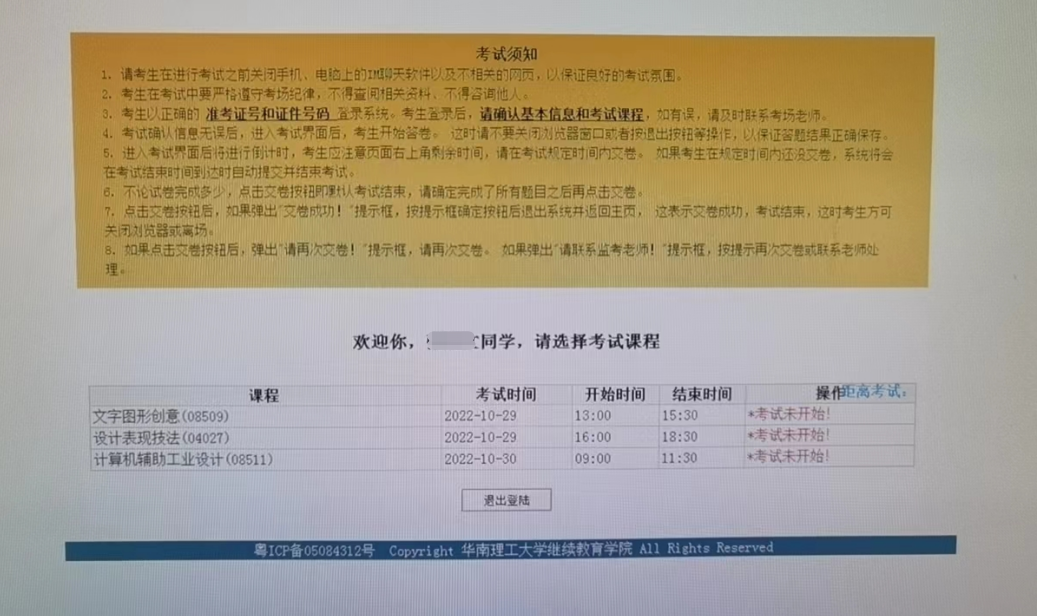 考试须知
1、请考生在进行考试之前关闭手机、电脑上的IM聊天软件以及不相关的网页，以保证良好的考试氛围。
2、考生在考试中要严格遵守考场纪律，不得查阅相关资料、不得咨询他人。
3、考生以正确的 准考证号和证件号码 登录系统。考生登录后，请确认基本信息和考试课程，如有误，请及时联系考场老师。
4、考试确认信息无误后，进入考试界面后，考生开始答卷。 这时请不要关闭浏览器窗口或者按退出按钮等操作，以保证答题结果正确保存。
5、进入考试界面后将进行倒计时，考生应注意页面右上角剩余时间，请在考试规定时间内交卷。 如果考生在规定时间内还没交卷，系统将会
在考试结束时间到达时自动提交并结束考试。
6、不论试卷完成多少，点击交卷按钮即默认考试结束，请确定完成了所有题目之后再点击交卷。
7、点击交卷按钮后，如果弹出"交卷成功！"提示框，按提示框确定按钮后退出系统并返回主页， 这表示交卷成功，考试结束，这时考生方可
关闭浏览器或离场。
8、如果点击交卷按钮后，弹出"请再次交卷！"提示框，请再次交卷。 如果弹出"请联系监考老师！"提示框，按提示再次交卷或联系老师处
理。
欢迎你，同学，请选择考试课程
课程 考试时间 开始时间 结束时间 操作距离考试：
文字图形创意(08509) 2022-10-29 13:00 15:30 *考试未开始!
设计表现技法(04027) 2022-10-29 16:00 18:30 *考试未开始!
计算机辅助工业设计(08511) 2022-10-30 09:00 11:30 *考试未开始!
退出登陆
粤ICP备05084312号 Copyright 华南理工大学继续教育学院 All Rights Reserved